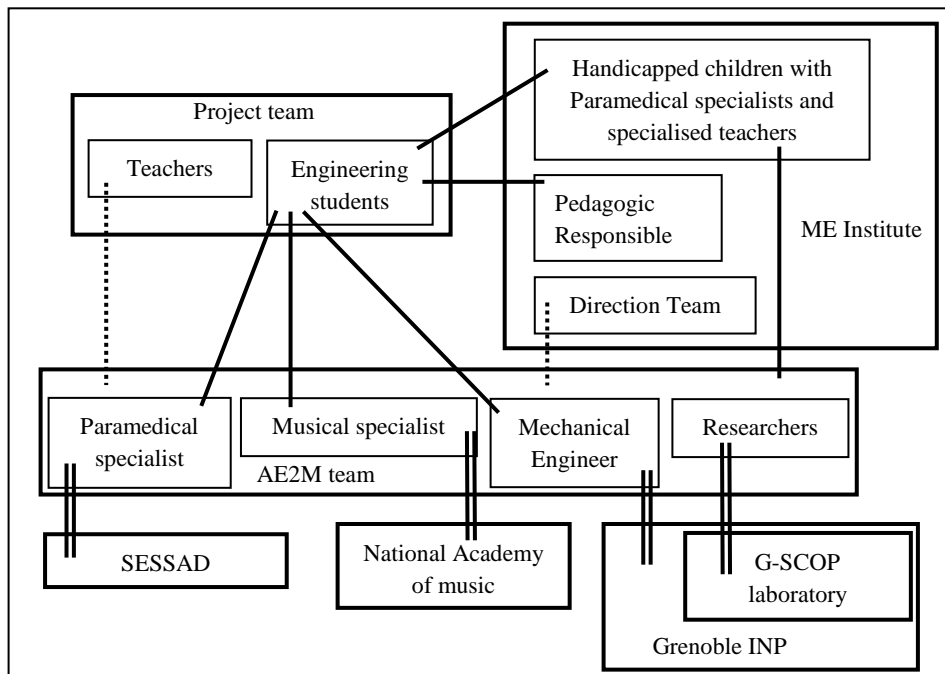 Project team
Teachers
Engineering
students
Handicapped children with
Paramedical specialists and
specialised teachers
Pedagogic
Responsible
ME Institute
Direction Team
Paramedical
specialist
Musical specialist
Mechanical
Engineer
Researchers
AE2M team
SESSAD
National Academy
of music
G-SCOP
laboratory
Grenoble INP